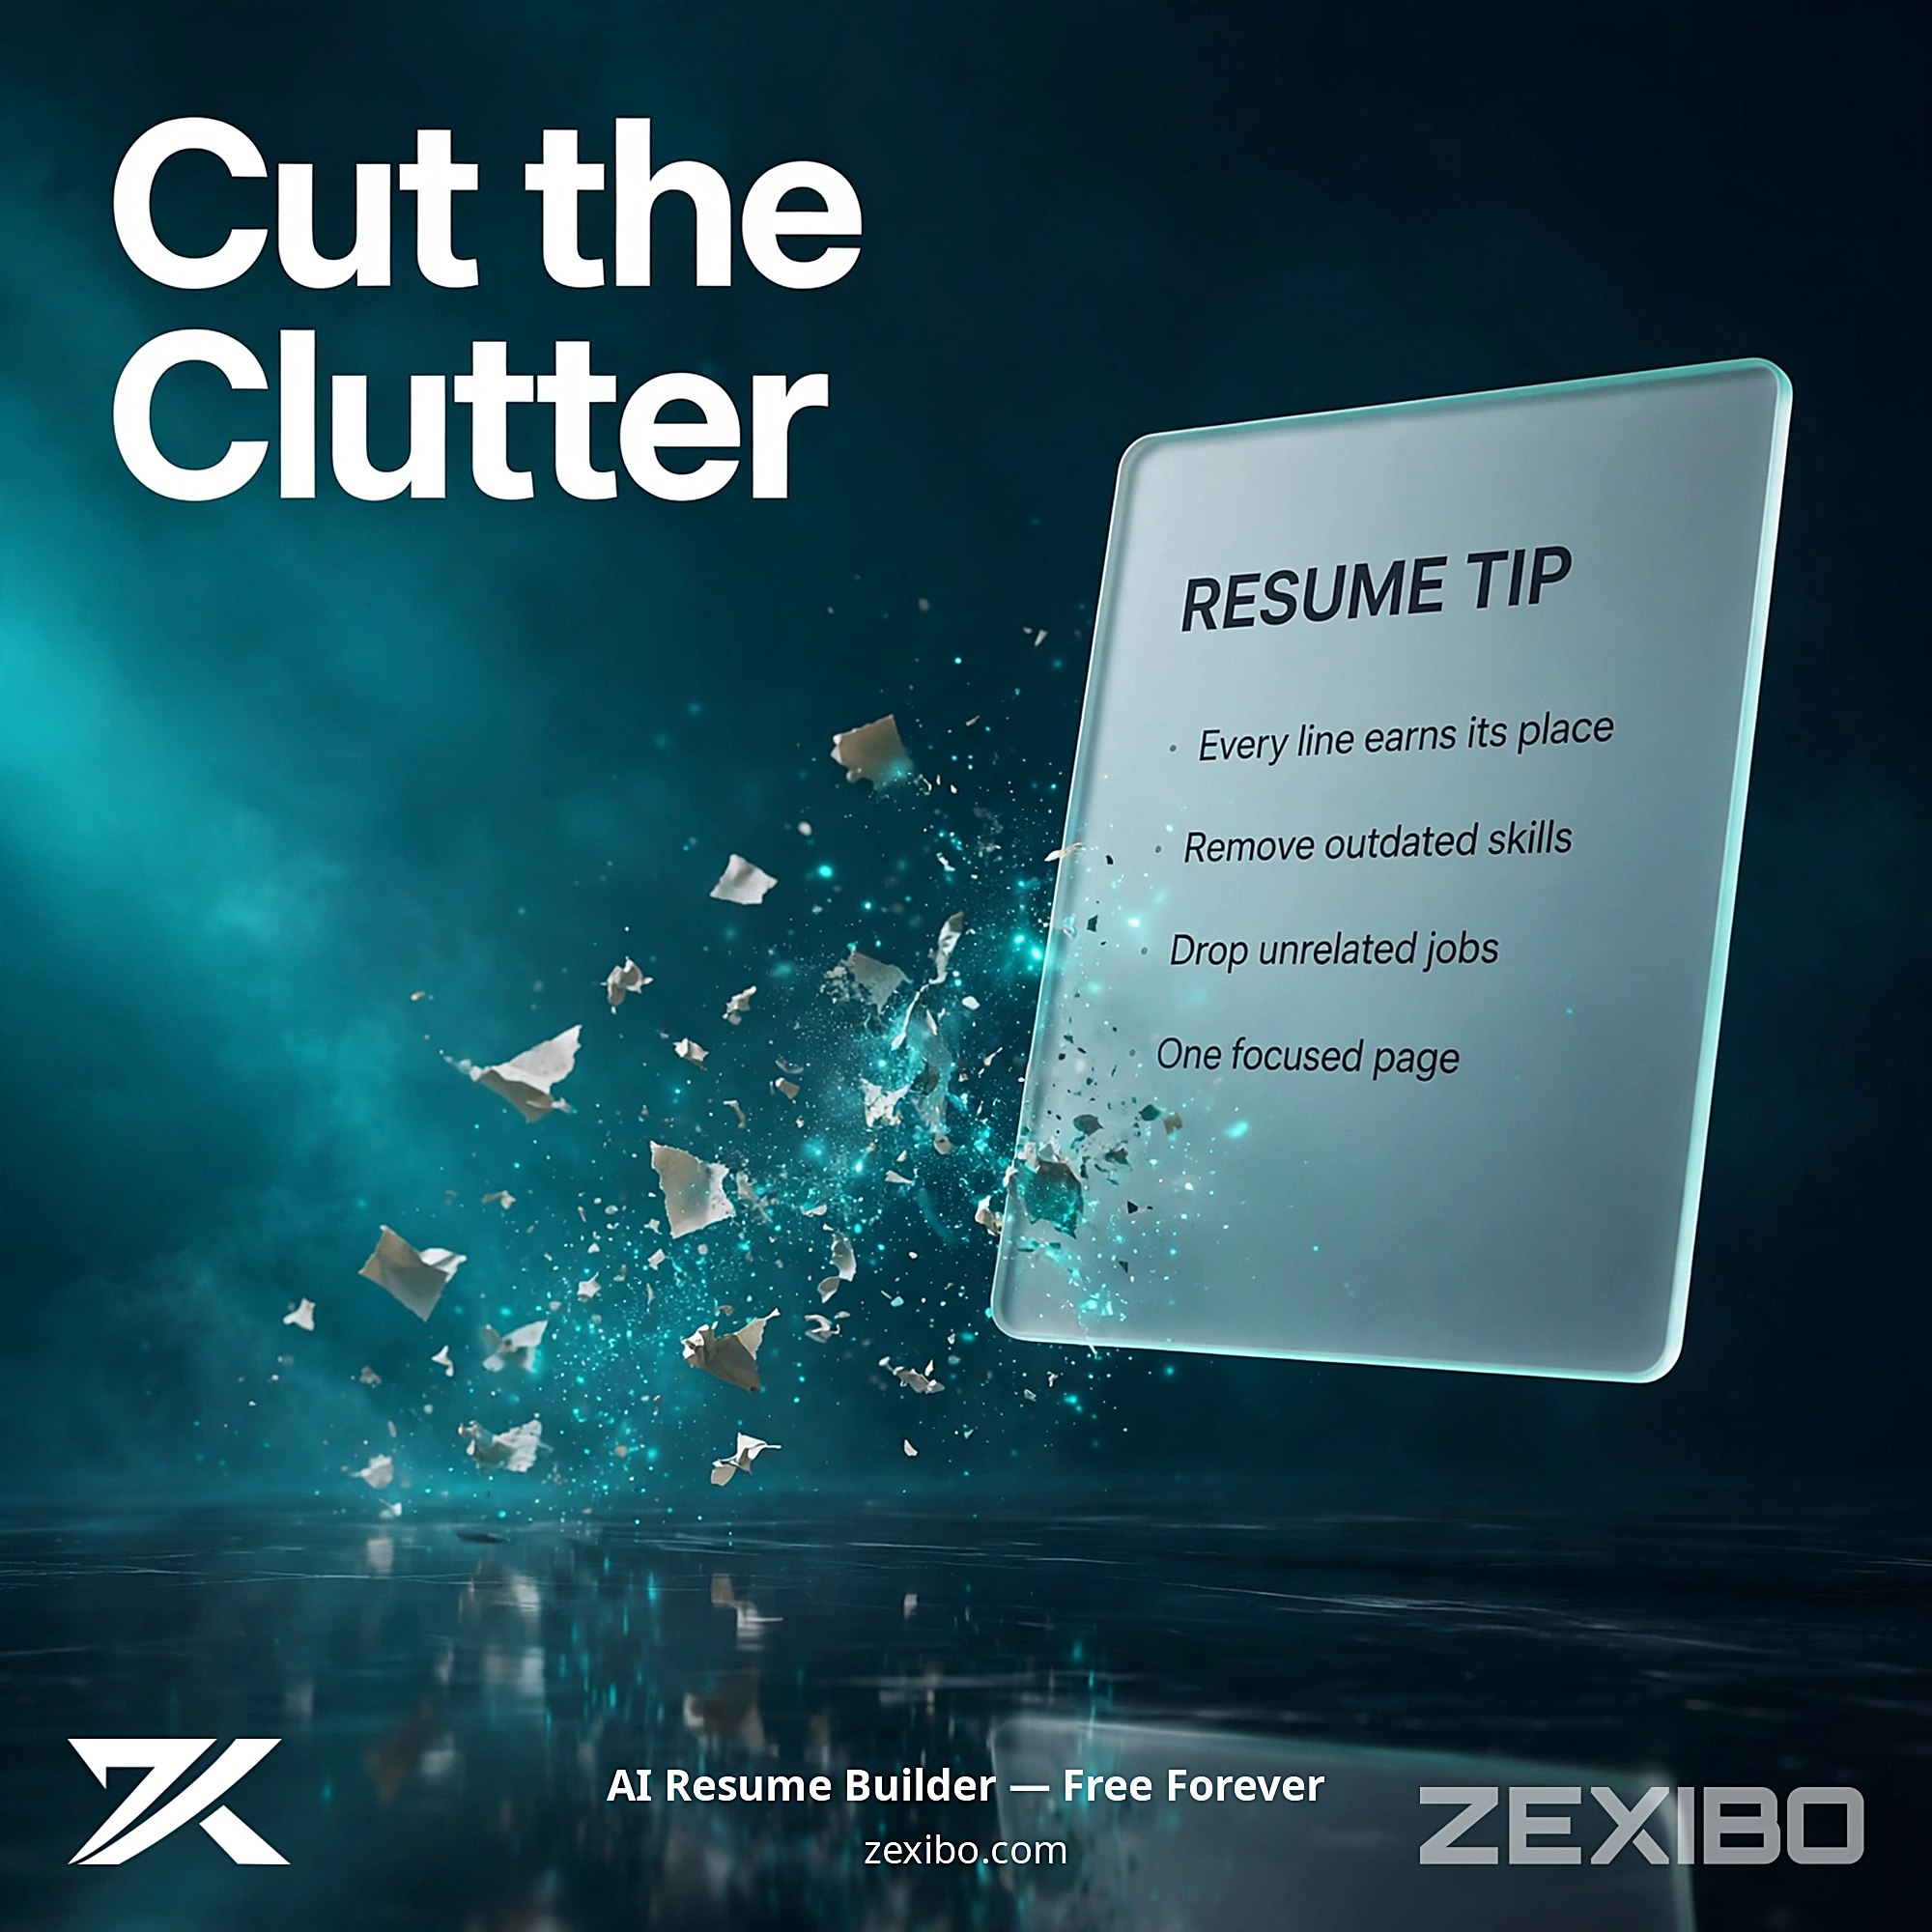 Cut the
Clutter
RESUME TIP
· Every line earns its place
· Remove outdated skills
· Drop unrelated jobs
· One focused page
AI Resume Builder — Free Forever
zexibo.com
ZEXIBO